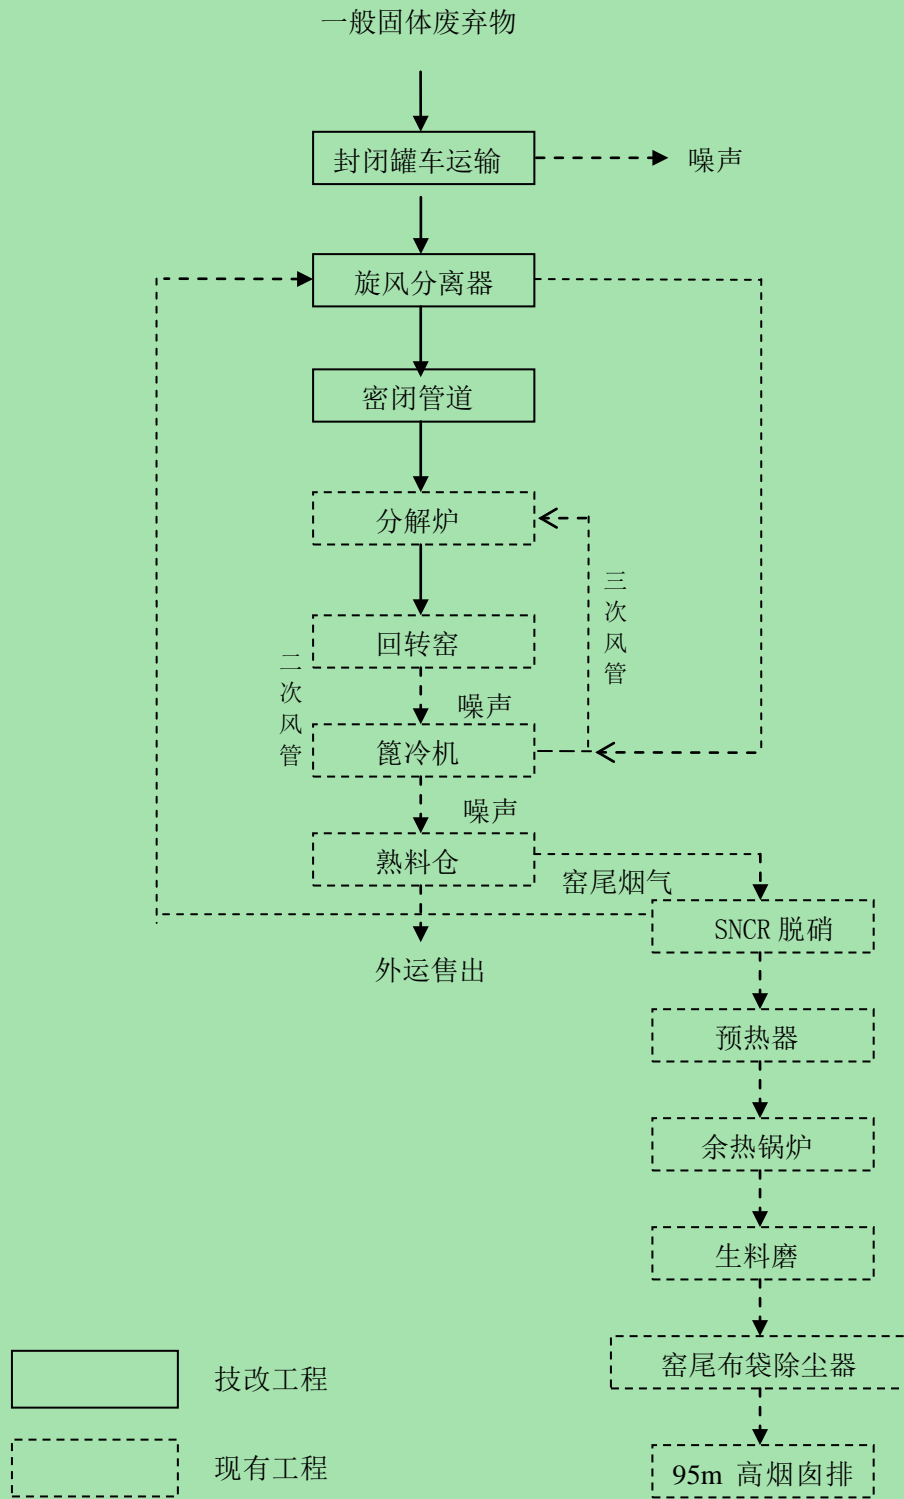 一般固体废弃物
封闭罐车运输
噪声
旋风分离器
密闭管道
分解炉
三次风管
回转窑
二次风管
噪声
篦冷机
噪声
熟料仓
窑尾烟气
SNCR 脱硝
外运售出
预热器
余热锅炉
生料磨
窑尾布袋除尘器
技改工程
95m 高烟囱排
现有工程